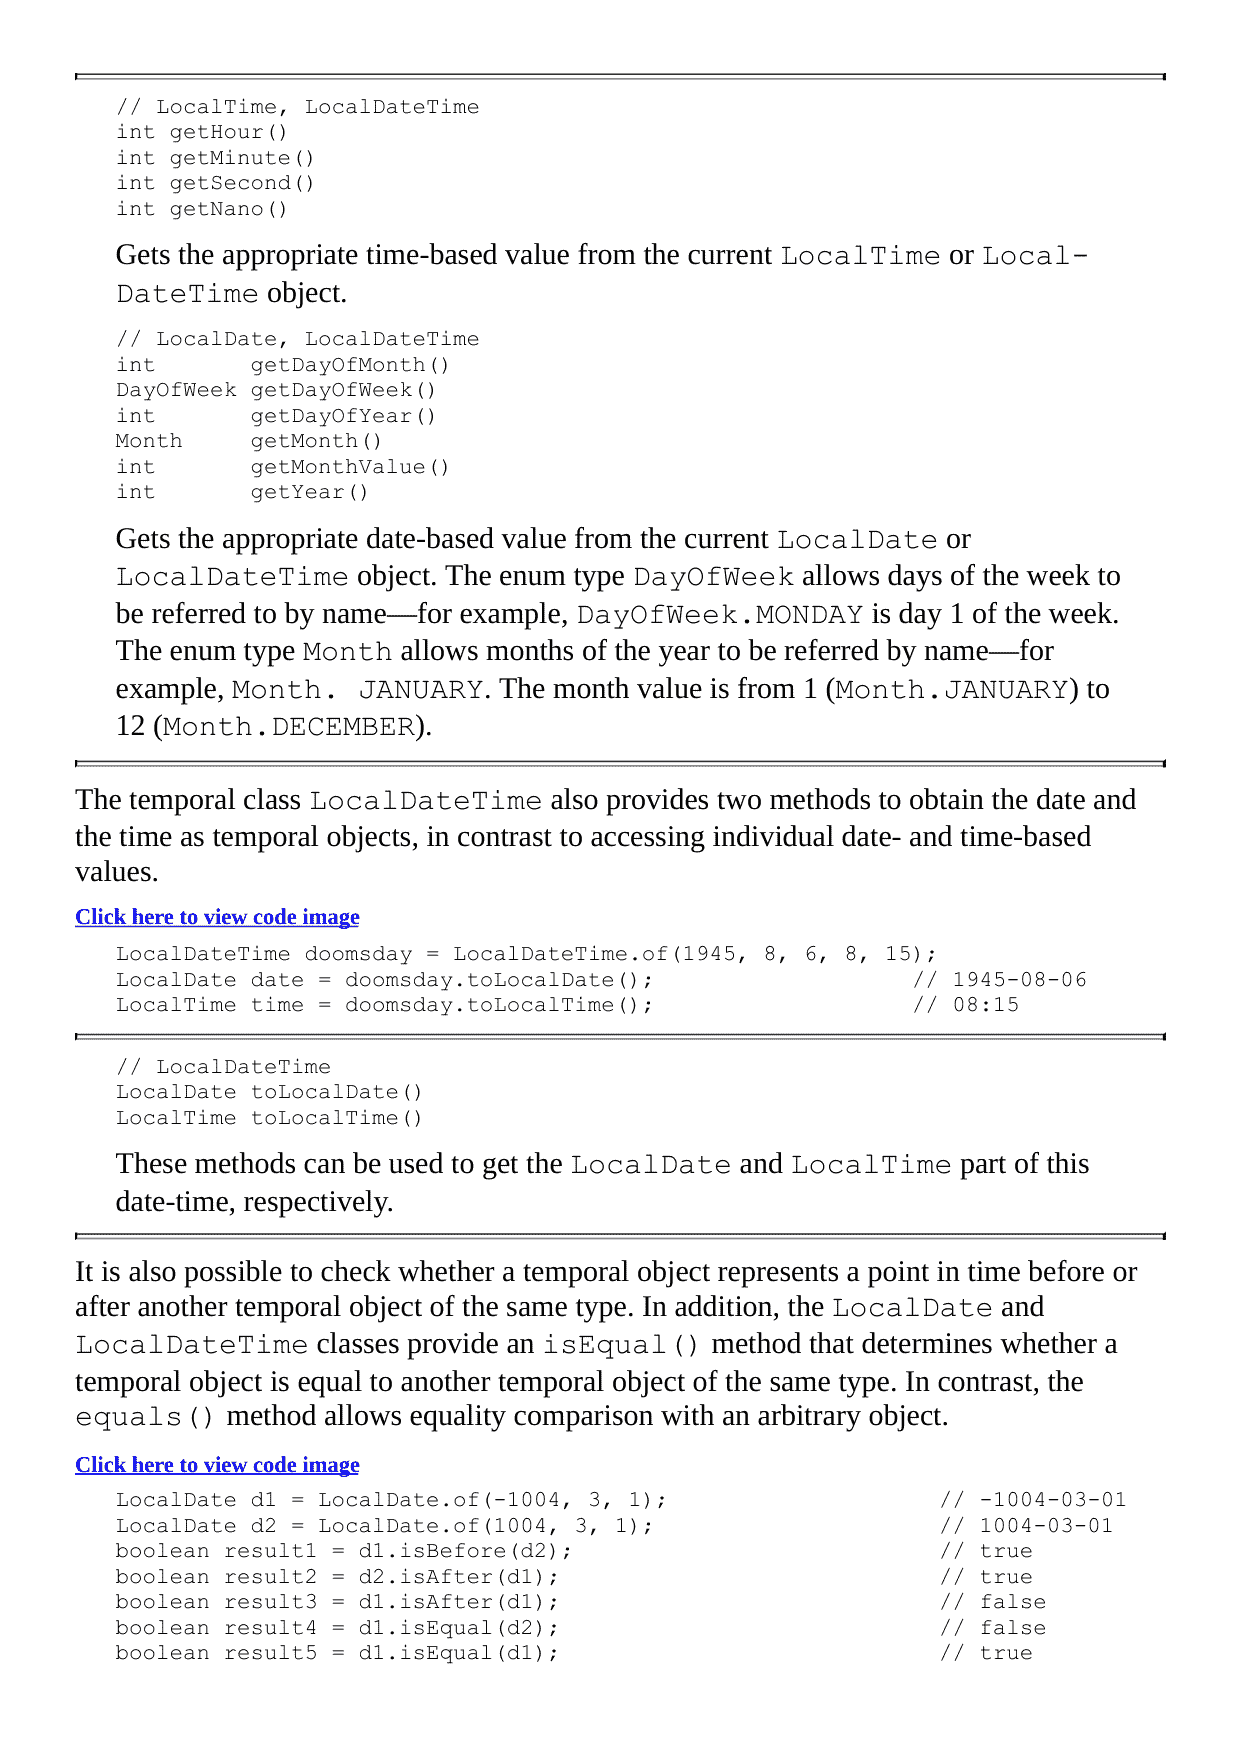 // LocalTime, LocalDateTime
int getHour()
int getMinute()
int getSecond()
int getNano()
Gets the appropriate time-based value from the current LocalTime or Local-
DateTime object.
// LocalDate, LocalDateTime
int       getDayOfMonth()
DayOfWeek getDayOfWeek()
int       getDayOfYear()
Month     getMonth()
int       getMonthValue()
int       getYear()
Gets the appropriate date-based value from the current LocalDate or
LocalDateTime object. The enum type DayOfWeek allows days of the week to
be referred to by name—for example, DayOfWeek.MONDAY is day 1 of the week.
The enum type Month allows months of the year to be referred by name—for
example, Month. JANUARY. The month value is from 1 (Month.JANUARY) to
12 (Month.DECEMBER).
The temporal class LocalDateTime also provides two methods to obtain the date and
the time as temporal objects, in contrast to accessing individual date- and time-based
values.
Click here to view code image
LocalDateTime doomsday = LocalDateTime.of(1945, 8, 6, 8, 15);
LocalDate date = doomsday.toLocalDate();                   // 1945-08-06
LocalTime time = doomsday.toLocalTime();                   // 08:15
// LocalDateTime
LocalDate toLocalDate()
LocalTime toLocalTime()
These methods can be used to get the LocalDate and LocalTime part of this
date-time, respectively.
It is also possible to check whether a temporal object represents a point in time before or
after another temporal object of the same type. In addition, the LocalDate and
LocalDateTime classes provide an isEqual() method that determines whether a
temporal object is equal to another temporal object of the same type. In contrast, the
equals() method allows equality comparison with an arbitrary object.
Click here to view code image
LocalDate d1 = LocalDate.of(-1004, 3, 1);                    // -1004-03-01
LocalDate d2 = LocalDate.of(1004, 3, 1);                     // 1004-03-01
boolean result1 = d1.isBefore(d2);                           // true
boolean result2 = d2.isAfter(d1);                            // true
boolean result3 = d1.isAfter(d1);                            // false
boolean result4 = d1.isEqual(d2);                            // false
boolean result5 = d1.isEqual(d1);                            // true